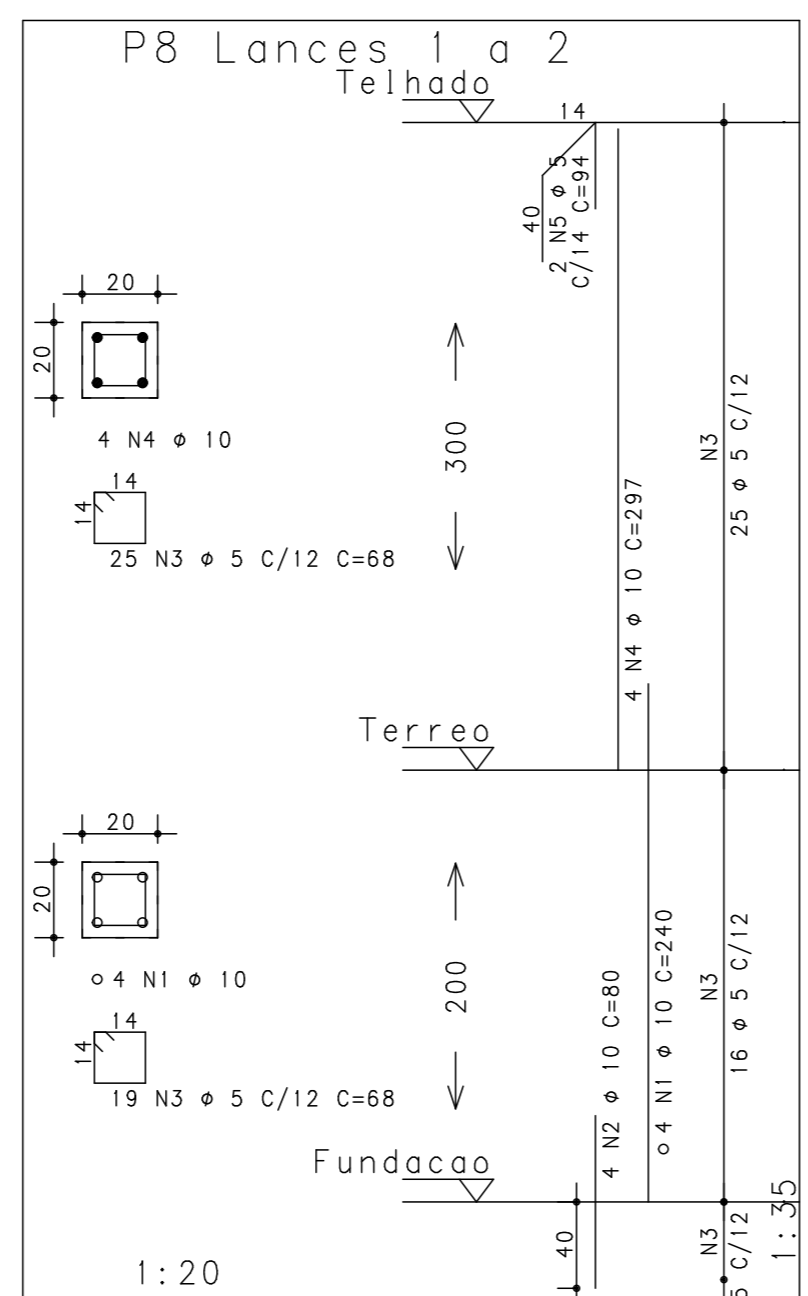 P8 Lances 1 a 2
Telhado
14
40
2 N5 φ 5
C/14 C=94
20
20
4 N4 φ 10
14
14
25 N3 φ 5 C/12 C=68
300
4 N4 φ 10 C=297
N3
25 φ 5 C/12
Terreo
20
20
4 N1 φ 10
14
14
19 N3 φ 5 C/12 C=68
200
4 N2 φ 10 C=80
4 N1 φ 10 C=240
N3
16 φ 5 C/12
Fundacao
40
N3
C/12
1:35
1:20